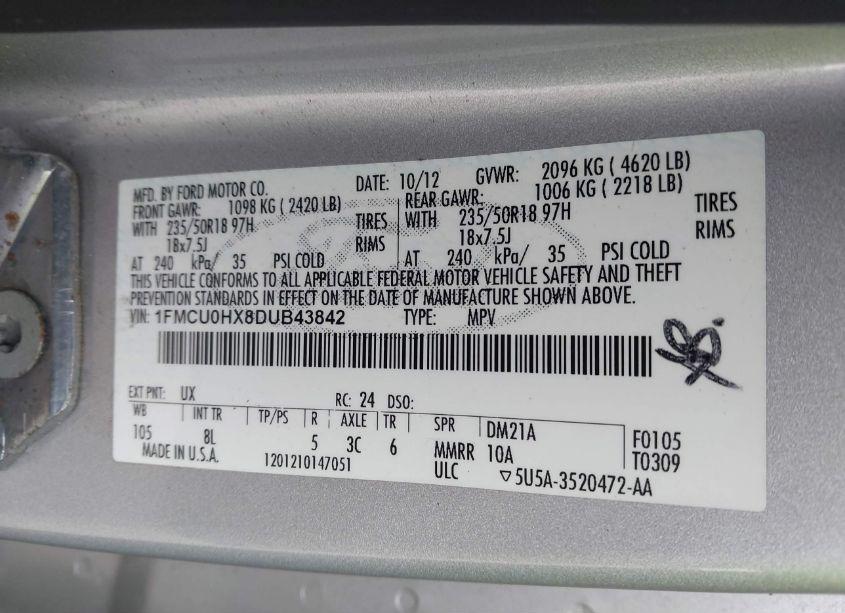 MFD. BY FORD MOTOR CO. DATE: 10/12 GVWR: 2096 KG ( 4620 LB)
FRONT GAWR: 1098 KG ( 2420 LB) REAR GAWR: 1006 KG ( 2218 LB)
WITH 235/50R18 97H TIRES WITH 235/50R18 97H TIRES
18x7.5J RIMS 18x7.5J RIMS
AT 240 kPa/ 35 PSI COLD AT 240 kPa/ 35 PSI COLD
THIS VEHICLE CONFORMS TO ALL APPLICABLE FEDERAL MOTOR VEHICLE SAFETY AND THEFT
PREVENTION STANDARDS IN EFFECT ON THE DATE OF MANUFACTURE SHOWN ABOVE.
VIN: 1FMCU0HX8DUB43842 TYPE: MPV
EXT PNT: UX RC: 24 DSO:
WB INT TR TP/PS R AXLE TR SPR DM21A F0105
105 8L 5 3C 6 MMRR 10A T0309
MADE IN U.S.A. 1201210147051 ULC ▽5U5A-3520472-AA